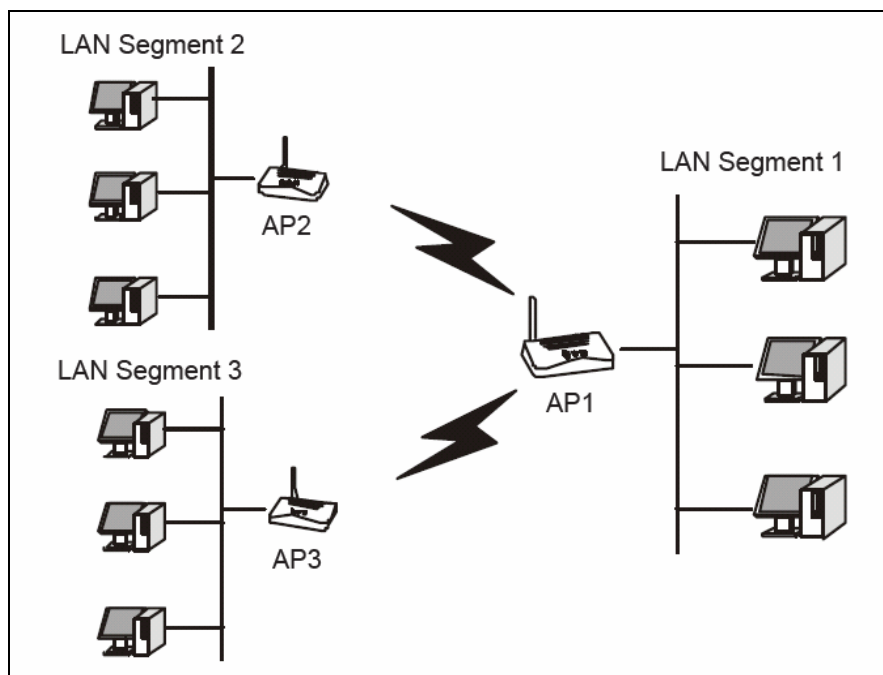 LAN Segment 2
LAN Segment 1
AP2
LAN Segment 3
AP1
AP3